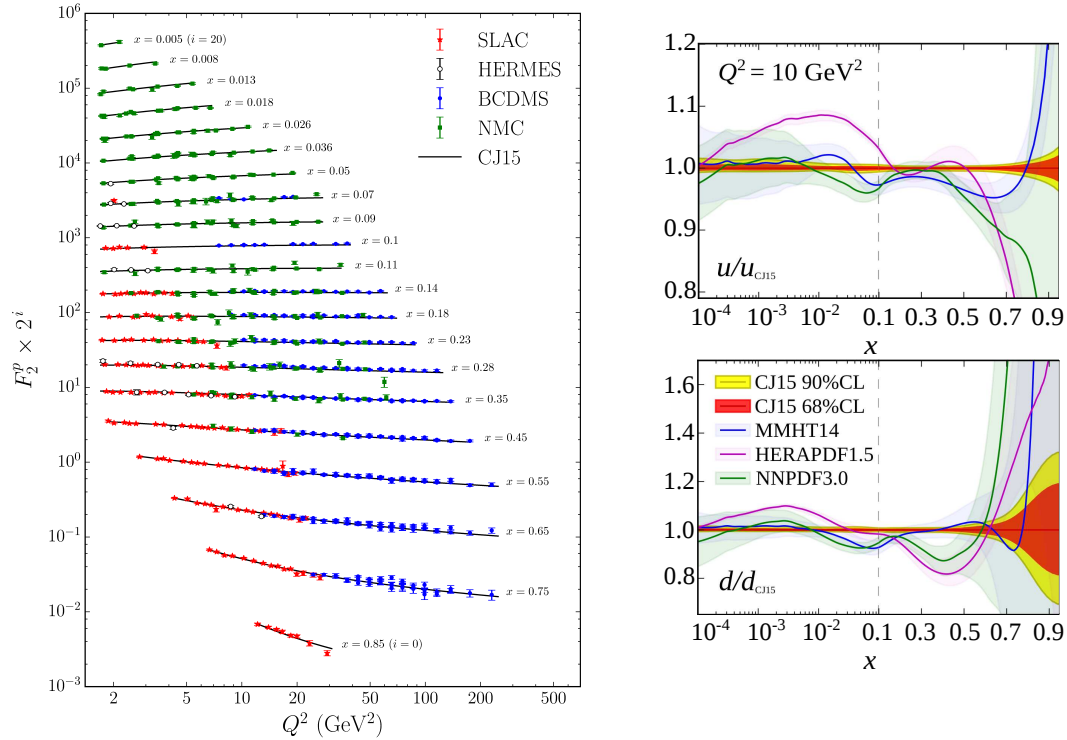 10^6
10^5
10^4
10^3
10^2
10^1
10^0
10^−1
10^−2
10^−3
F_2^p × 2^i
x = 0.005 (i = 20)
x = 0.008
x = 0.013
x = 0.018
x = 0.026
x = 0.036
x = 0.05
x = 0.07
x = 0.09
x = 0.1
x = 0.11
x = 0.14
x = 0.18
x = 0.23
x = 0.28
x = 0.35
x = 0.45
x = 0.55
x = 0.65
x = 0.75
x = 0.85 (i = 0)
SLAC
HERMES
BCDMS
NMC
CJ15
2 5 10 20 50 100 200 500
Q^2 (GeV^2)
1.2
1.1
1.0
0.9
0.8
Q^2 = 10 GeV^2
u/u_CJ15
10^-4 10^-3 10^-2 0.1 0.3 0.5 0.7 0.9
x
1.6
1.4
1.2
1.0
0.8
CJ15 90%CL
CJ15 68%CL
MMHT14
HERAPDF1.5
NNPDF3.0
d/d_CJ15
10^-4 10^-3 10^-2 0.1 0.3 0.5 0.7 0.9
x